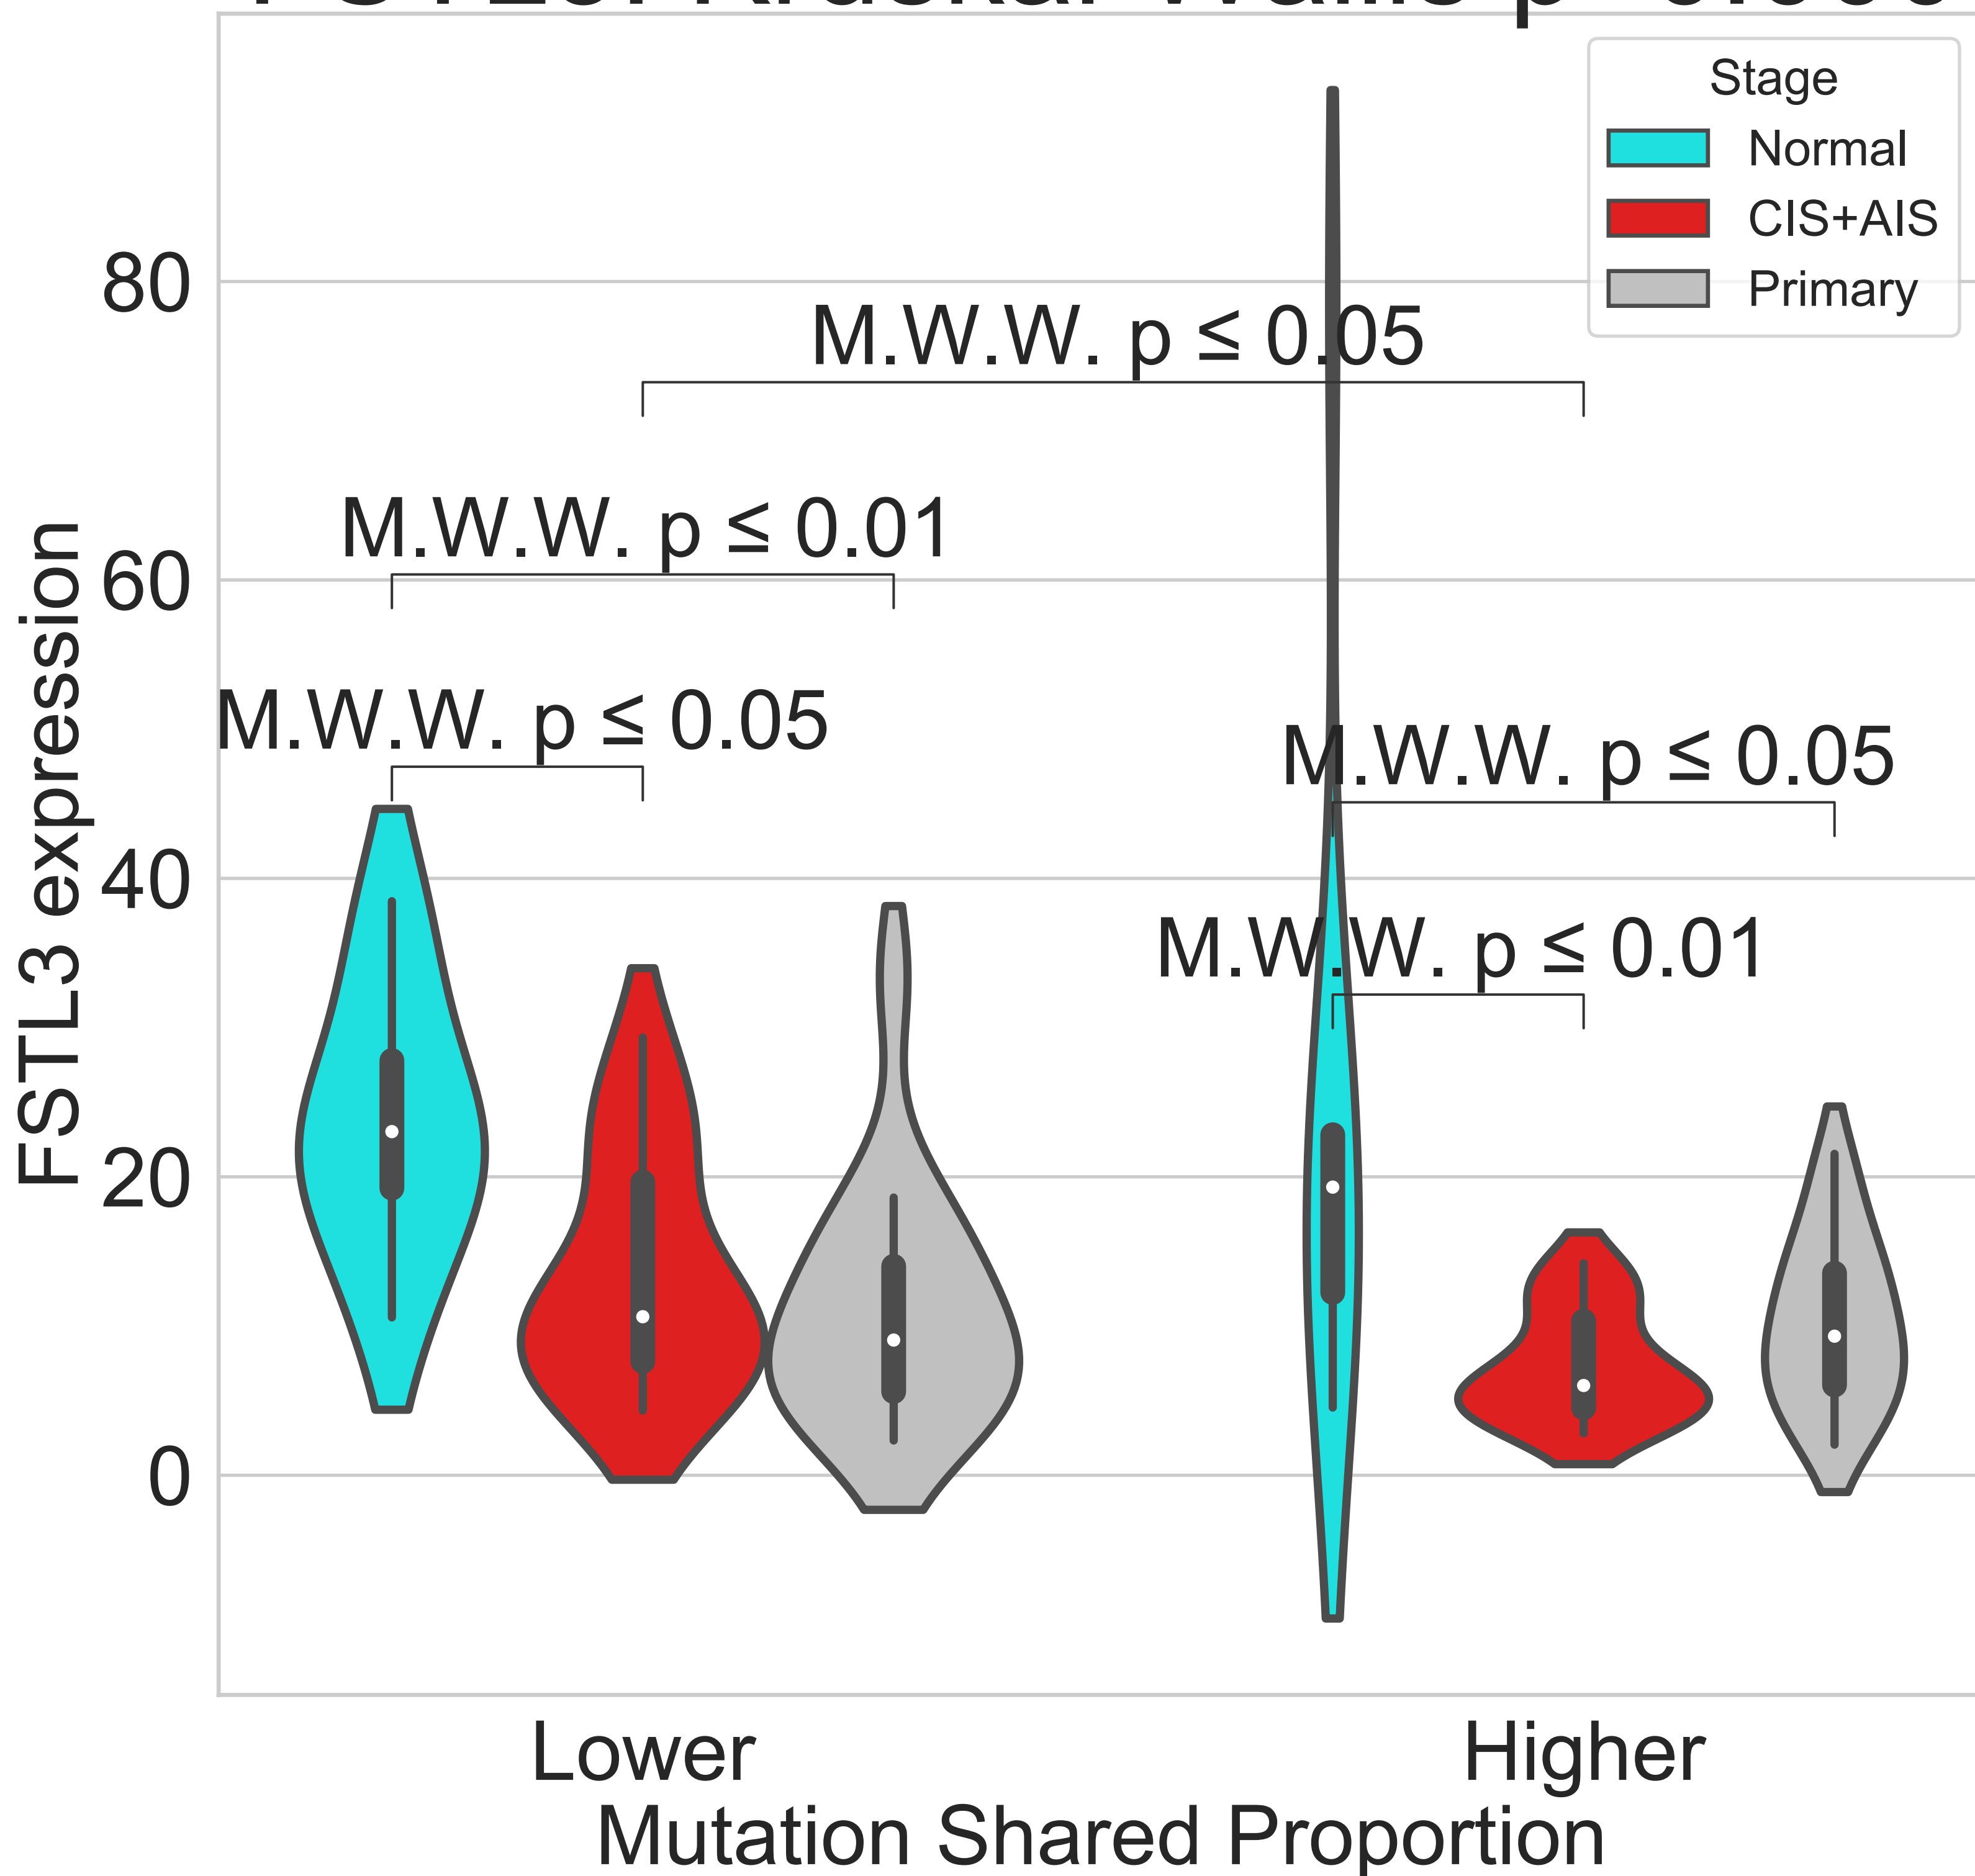 Stage
Normal
CIS+AIS
Primary
80
60
40
20
0
FSTL3 expression
M.W.W. p ≤ 0.05
M.W.W. p ≤ 0.01
M.W.W. p ≤ 0.05
M.W.W. p ≤ 0.05
M.W.W. p ≤ 0.01
Lower
Higher
Mutation Shared Proportion